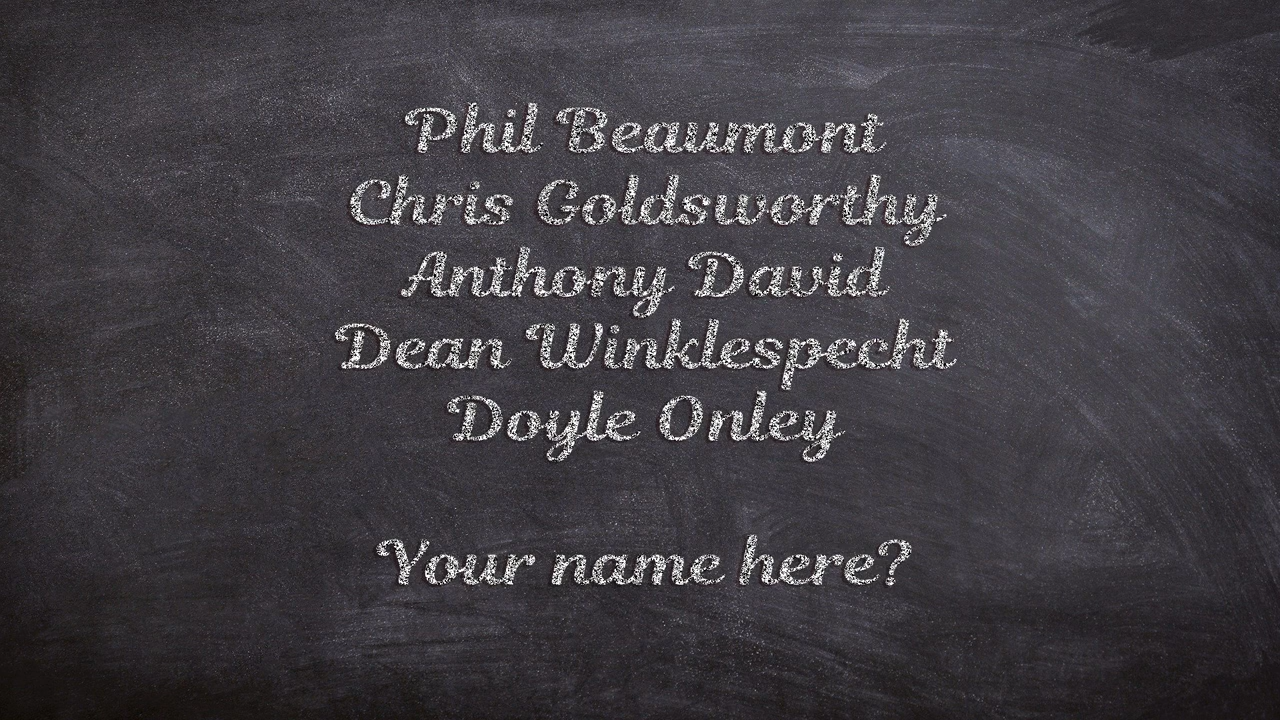 Phil Beaumont
Chris Goldsworthy
Anthony David
Dean Winklespecht
Doyle Onley
Your name here?